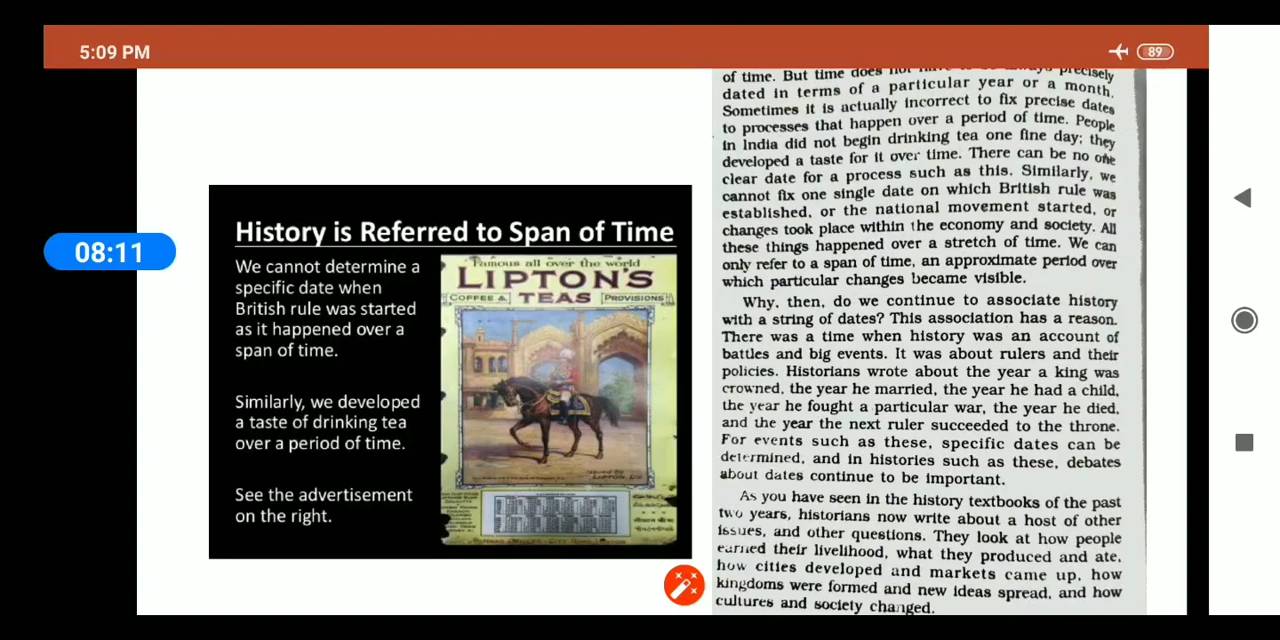 5:09 PM
89
08:11
History is Referred to Span of Time
We cannot determine a
specific date when
British rule was started
as it happened over a
span of time.
Similarly, we developed
a taste of drinking tea
over a period of time.
See the advertisement
on the right.
Famous all over the world
LIPTON'S
COFFEE & TEAS PROVISIONS
of time. But time does not have to be always precisely
dated in terms of a particular year or a month.
Sometimes it is actually incorrect to fix precise dates
to processes that happen over a period of time. People
in India did not begin drinking tea one fine day; they
developed a taste for it over time. There can be no one
clear date for a process such as this. Similarly, we
cannot fix one single date on which British rule was
established, or the national movement started, or
changes took place within the economy and society. All
these things happened over a stretch of time. We can
only refer to a span of time, an approximate period over
which particular changes became visible.
Why, then, do we continue to associate history
with a string of dates? This association has a reason.
There was a time when history was an account of
battles and big events. It was about rulers and their
policies. Historians wrote about the year a king was
crowned, the year he married, the year he had a child,
the year he fought a particular war, the year he died,
and the year the next ruler succeeded to the throne.
For events such as these, specific dates can be
determined, and in histories such as these, debates
about dates continue to be important.
As you have seen in the history textbooks of the past
two years, historians now write about a host of other
issues, and other questions. They look at how people
earned their livelihood, what they produced and ate,
how cities developed and markets came up, how
kingdoms were formed and new ideas spread, and how
cultures and society changed.